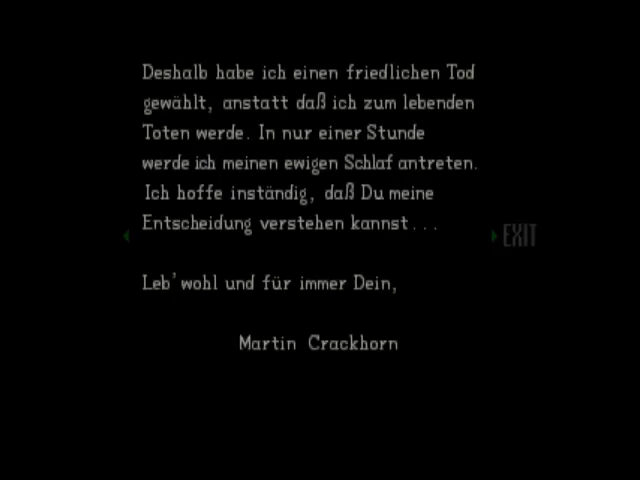 Deshalb habe ich einen friedlichen Tod
gewählt, anstatt daß ich zum lebenden
Toten werde. In nur einer Stunde
werde ich meinen ewigen Schlaf antreten.
Ich hoffe inständig, daß Du meine
Entscheidung verstehen kannst...
EXIT
Leb'wohl und für immer Dein,
Martin Crackhorn